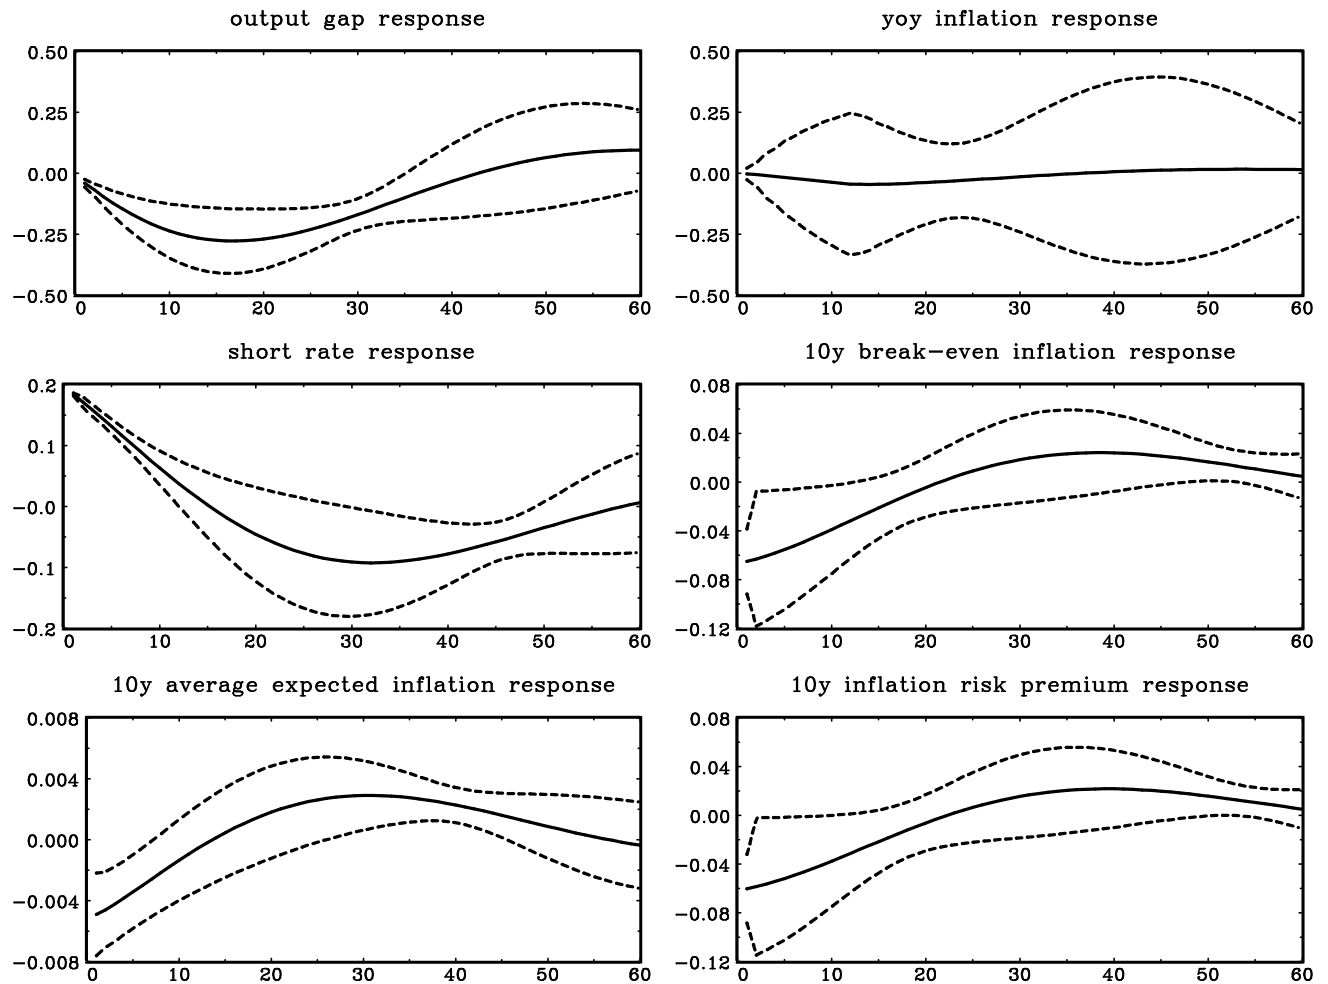 output gap response
0.50
0.25
0.00
−0.25
−0.50
0 10 20 30 40 50 60
yoy inflation response
0.50
0.25
0.00
−0.25
−0.50
0 10 20 30 40 50 60
short rate response
0.2
0.1
−0.0
−0.1
−0.2
0 10 20 30 40 50 60
10y break−even inflation response
0.08
0.04
0.00
−0.04
−0.08
−0.12
0 10 20 30 40 50 60
10y average expected inflation response
0.008
0.004
0.000
−0.004
−0.008
0 10 20 30 40 50 60
10y inflation risk premium response
0.08
0.04
0.00
−0.04
−0.08
−0.12
0 10 20 30 40 50 60